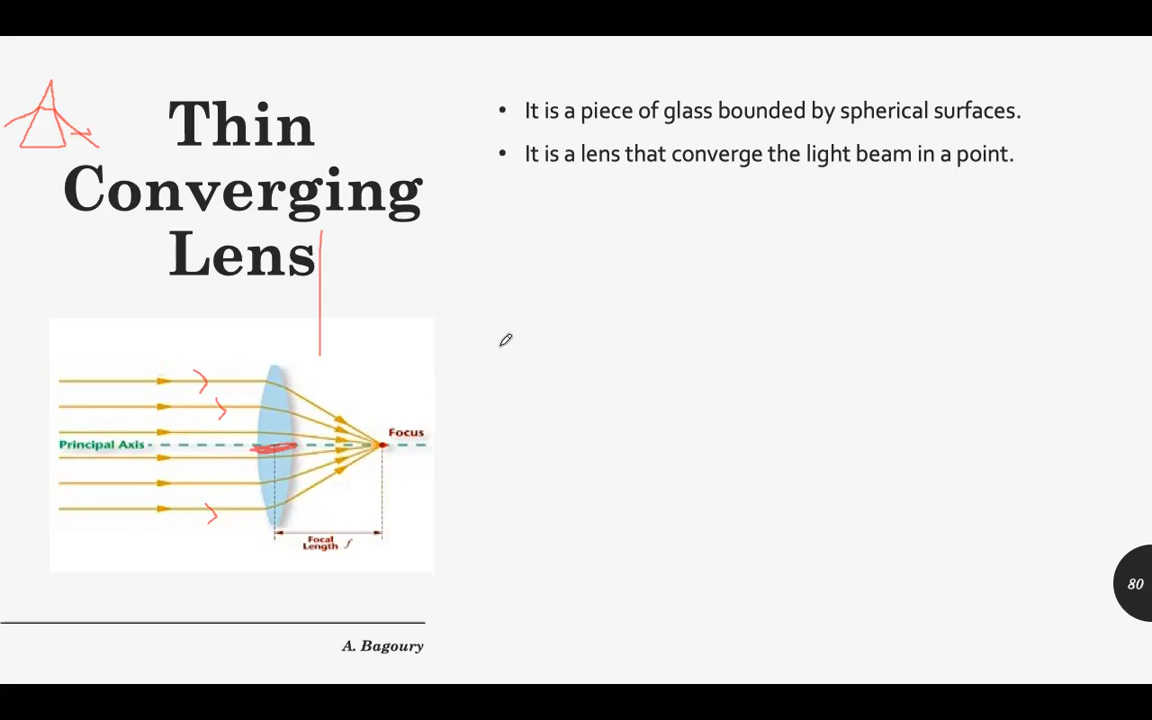 Thin
Converging
Lens
• It is a piece of glass bounded by spherical surfaces.
• It is a lens that converge the light beam in a point.
Principal Axis
Focus
Focal
Length f
A. Bagoury
80